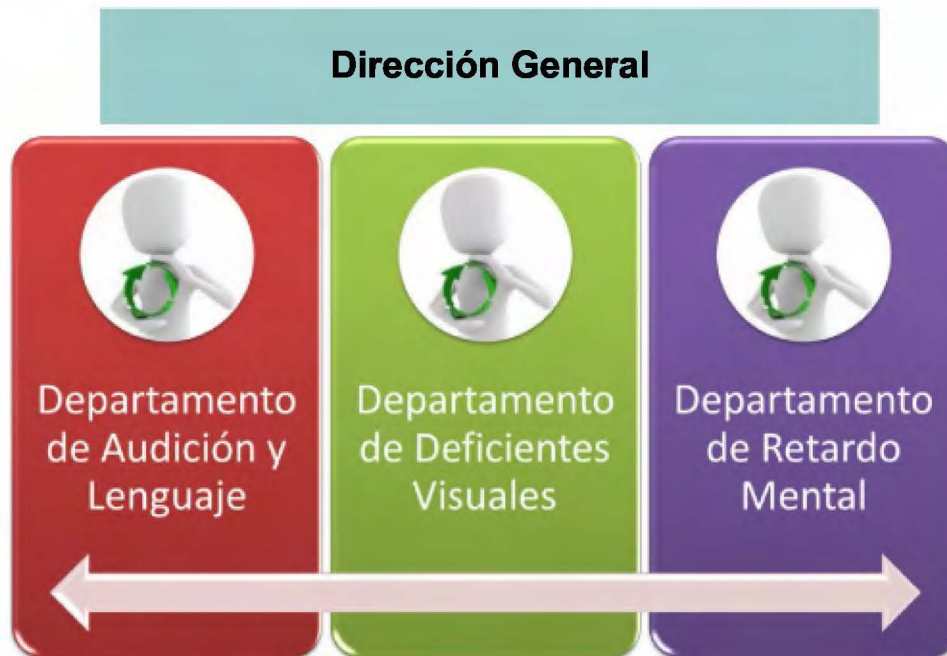 Dirección General
Departamento
de Audición y
Lenguaje
Departamento
de Deficientes
Visuales
Departamento
de Retardo
Mental